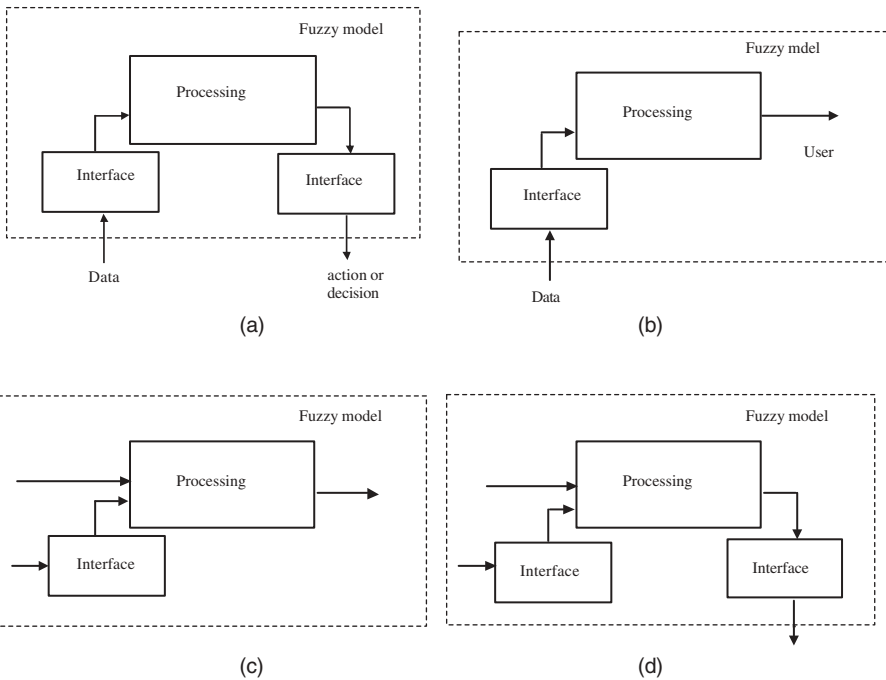 Fuzzy model
Processing
Interface
Interface
Data
action or
decision
(a)
Fuzzy mdel
Processing
User
Interface
Data
(b)
Fuzzy model
Processing
Interface
(c)
Fuzzy model
Processing
Interface
Interface
(d)